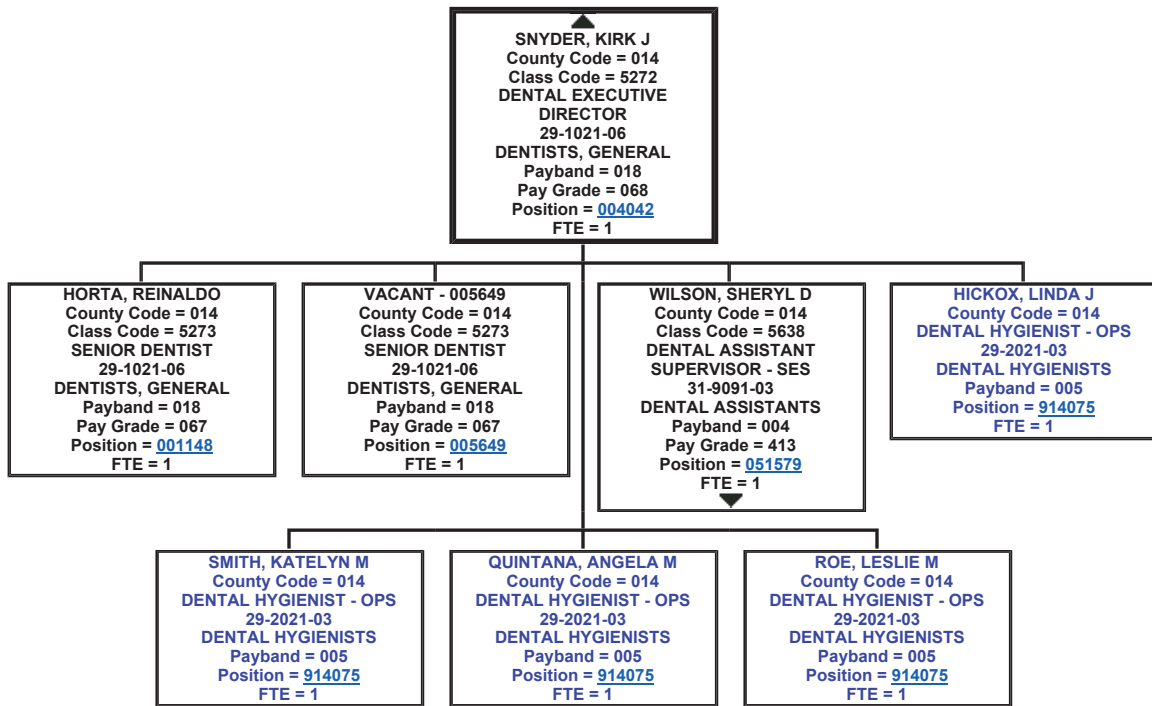 SNYDER, KIRK J
County Code = 014
Class Code = 5272
DENTAL EXECUTIVE
DIRECTOR
29-1021-06
DENTISTS, GENERAL
Payband = 018
Pay Grade = 068
Position = 004042
FTE = 1
HORTA, REINALDO
County Code = 014
Class Code = 5273
SENIOR DENTIST
29-1021-06
DENTISTS, GENERAL
Payband = 018
Pay Grade = 067
Position = 001148
FTE = 1
VACANT - 005649
County Code = 014
Class Code = 5273
SENIOR DENTIST
29-1021-06
DENTISTS, GENERAL
Payband = 018
Pay Grade = 067
Position = 005649
FTE = 1
WILSON, SHERYL D
County Code = 014
Class Code = 5638
DENTAL ASSISTANT
SUPERVISOR - SES
31-9091-03
DENTAL ASSISTANTS
Payband = 004
Pay Grade = 413
Position = 051579
FTE = 1
HICKOX, LINDA J
County Code = 014
DENTAL HYGIENIST - OPS
29-2021-03
DENTAL HYGIENISTS
Payband = 005
Position = 914075
FTE = 1
SMITH, KATELYN M
County Code = 014
DENTAL HYGIENIST - OPS
29-2021-03
DENTAL HYGIENISTS
Payband = 005
Position = 914075
FTE = 1
QUINTANA, ANGELA M
County Code = 014
DENTAL HYGIENIST - OPS
29-2021-03
DENTAL HYGIENISTS
Payband = 005
Position = 914075
FTE = 1
ROE, LESLIE M
County Code = 014
DENTAL HYGIENIST - OPS
29-2021-03
DENTAL HYGIENISTS
Payband = 005
Position = 914075
FTE = 1